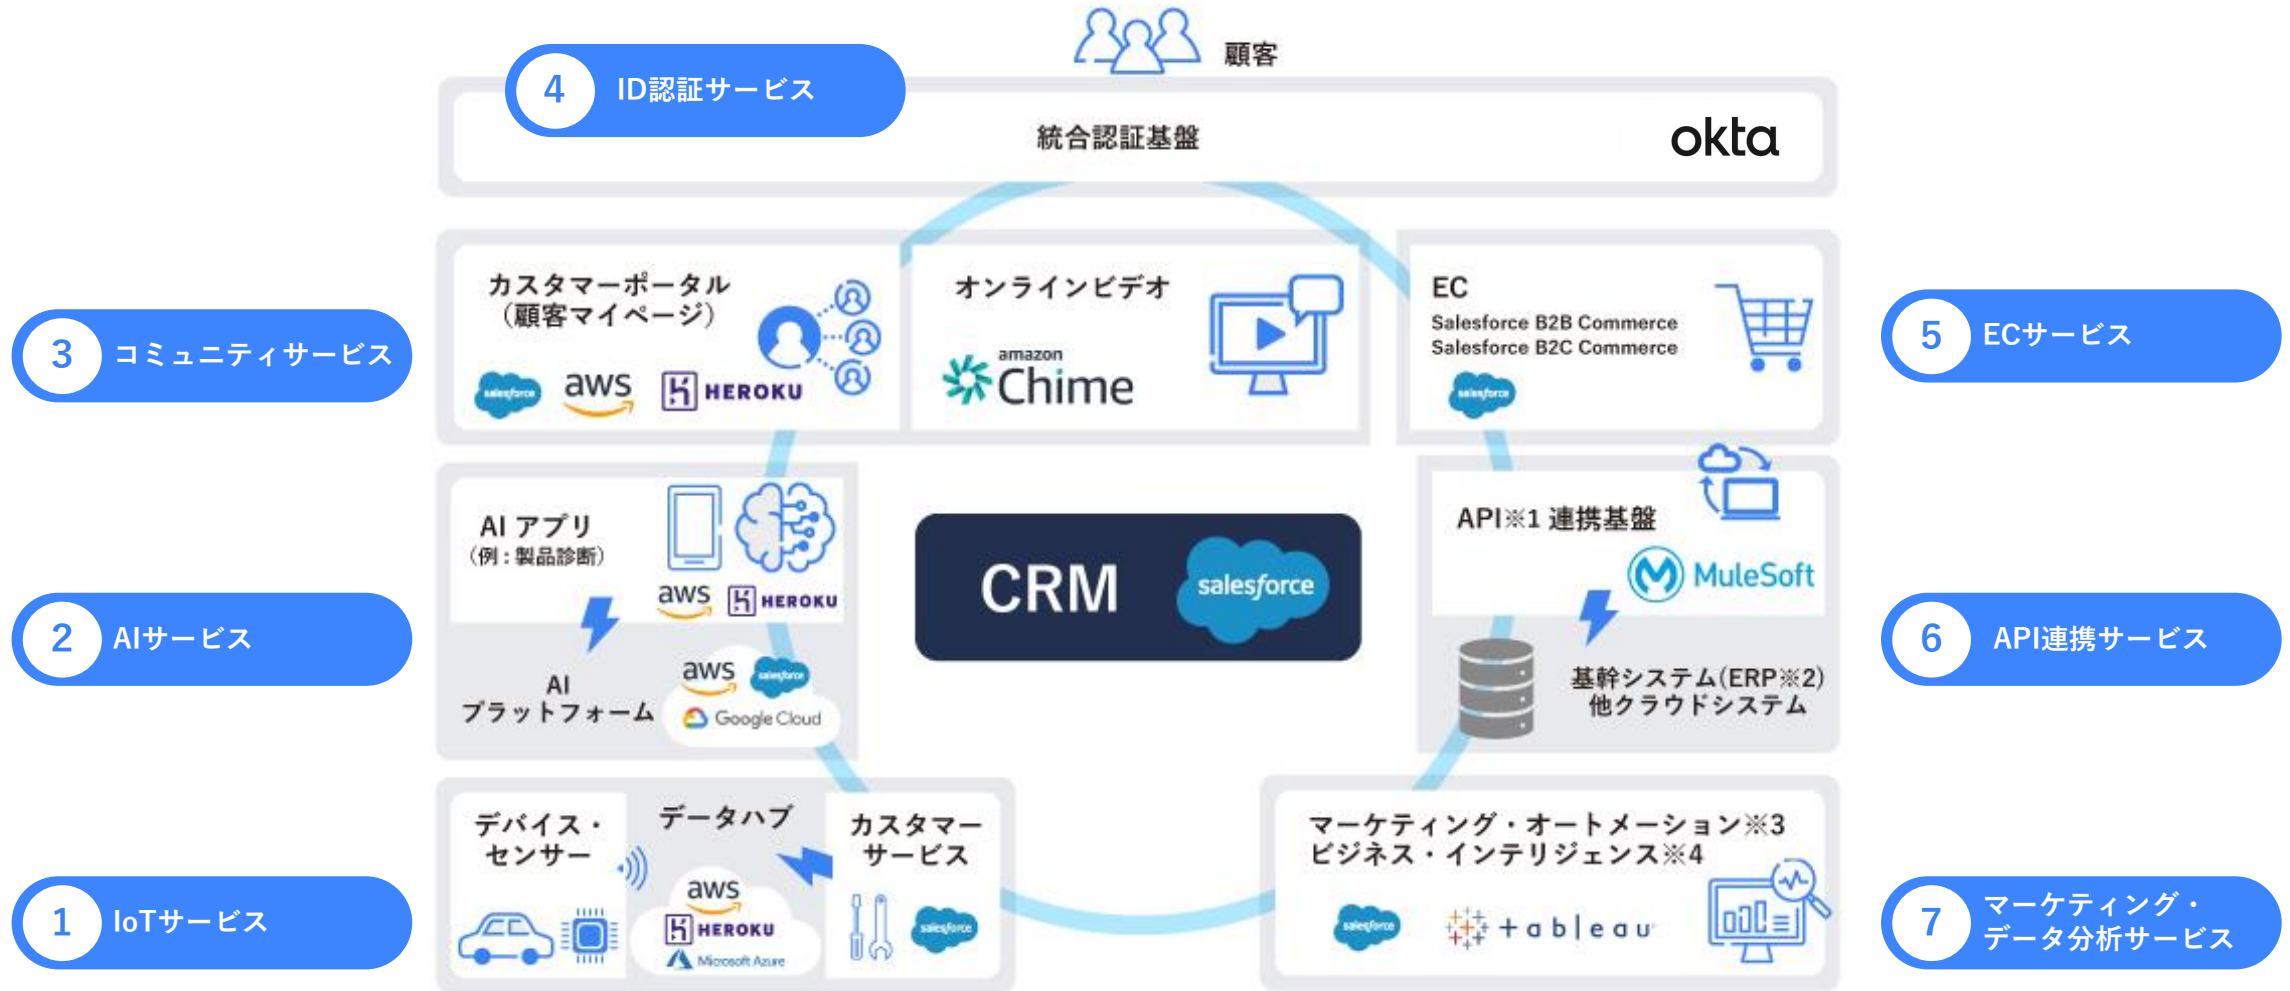 顧客
4 ID認証サービス
統合認証基盤
okta
カスタマーポータル
（顧客マイページ）
salesforce
aws
HEROKU
オンラインビデオ
amazon
Chime
EC
Salesforce B2B Commerce
Salesforce B2C Commerce
salesforce
3 コミュニティサービス
5 ECサービス
AI アプリ
（例 : 製品診断）
aws
HEROKU
AI
プラットフォーム
aws
salesforce
Google Cloud
CRM
salesforce
API※1 連携基盤
MuleSoft
基幹システム(ERP※2)
他クラウドシステム
2 AIサービス
6 API連携サービス
デバイス・
センサー
データハブ
aws
HEROKU
Microsoft Azure
カスタマー
サービス
salesforce
マーケティング・オートメーション※3
ビジネス・インテリジェンス※4
salesforce
+ableau
1 IoTサービス
7 マーケティング・
データ分析サービス